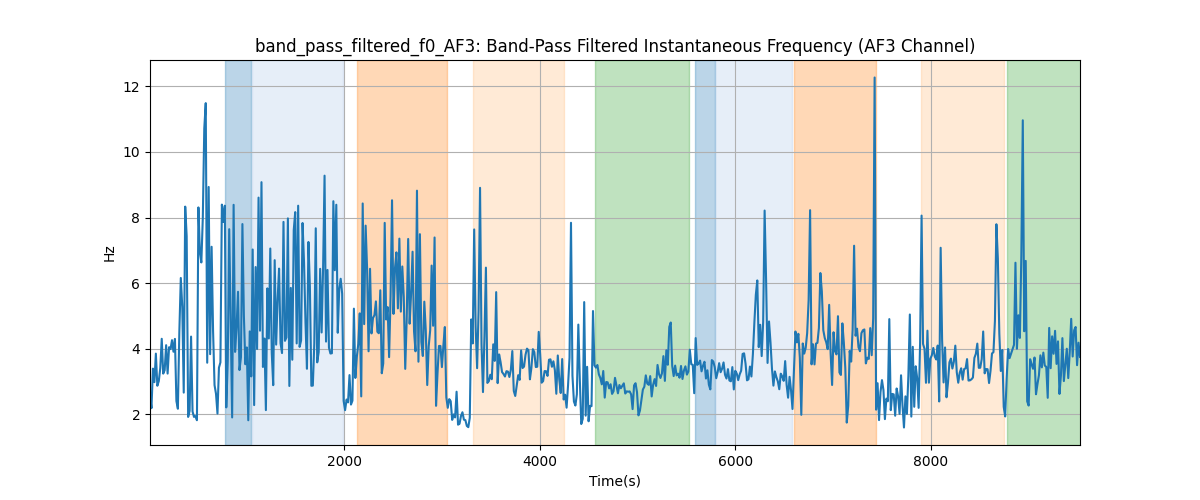 band_pass_filtered_f0_AF3: Band-Pass Filtered Instantaneous Frequency (AF3 Channel)
12
10
8
6
4
2
Hz
2000 4000 6000 8000
Time(s)